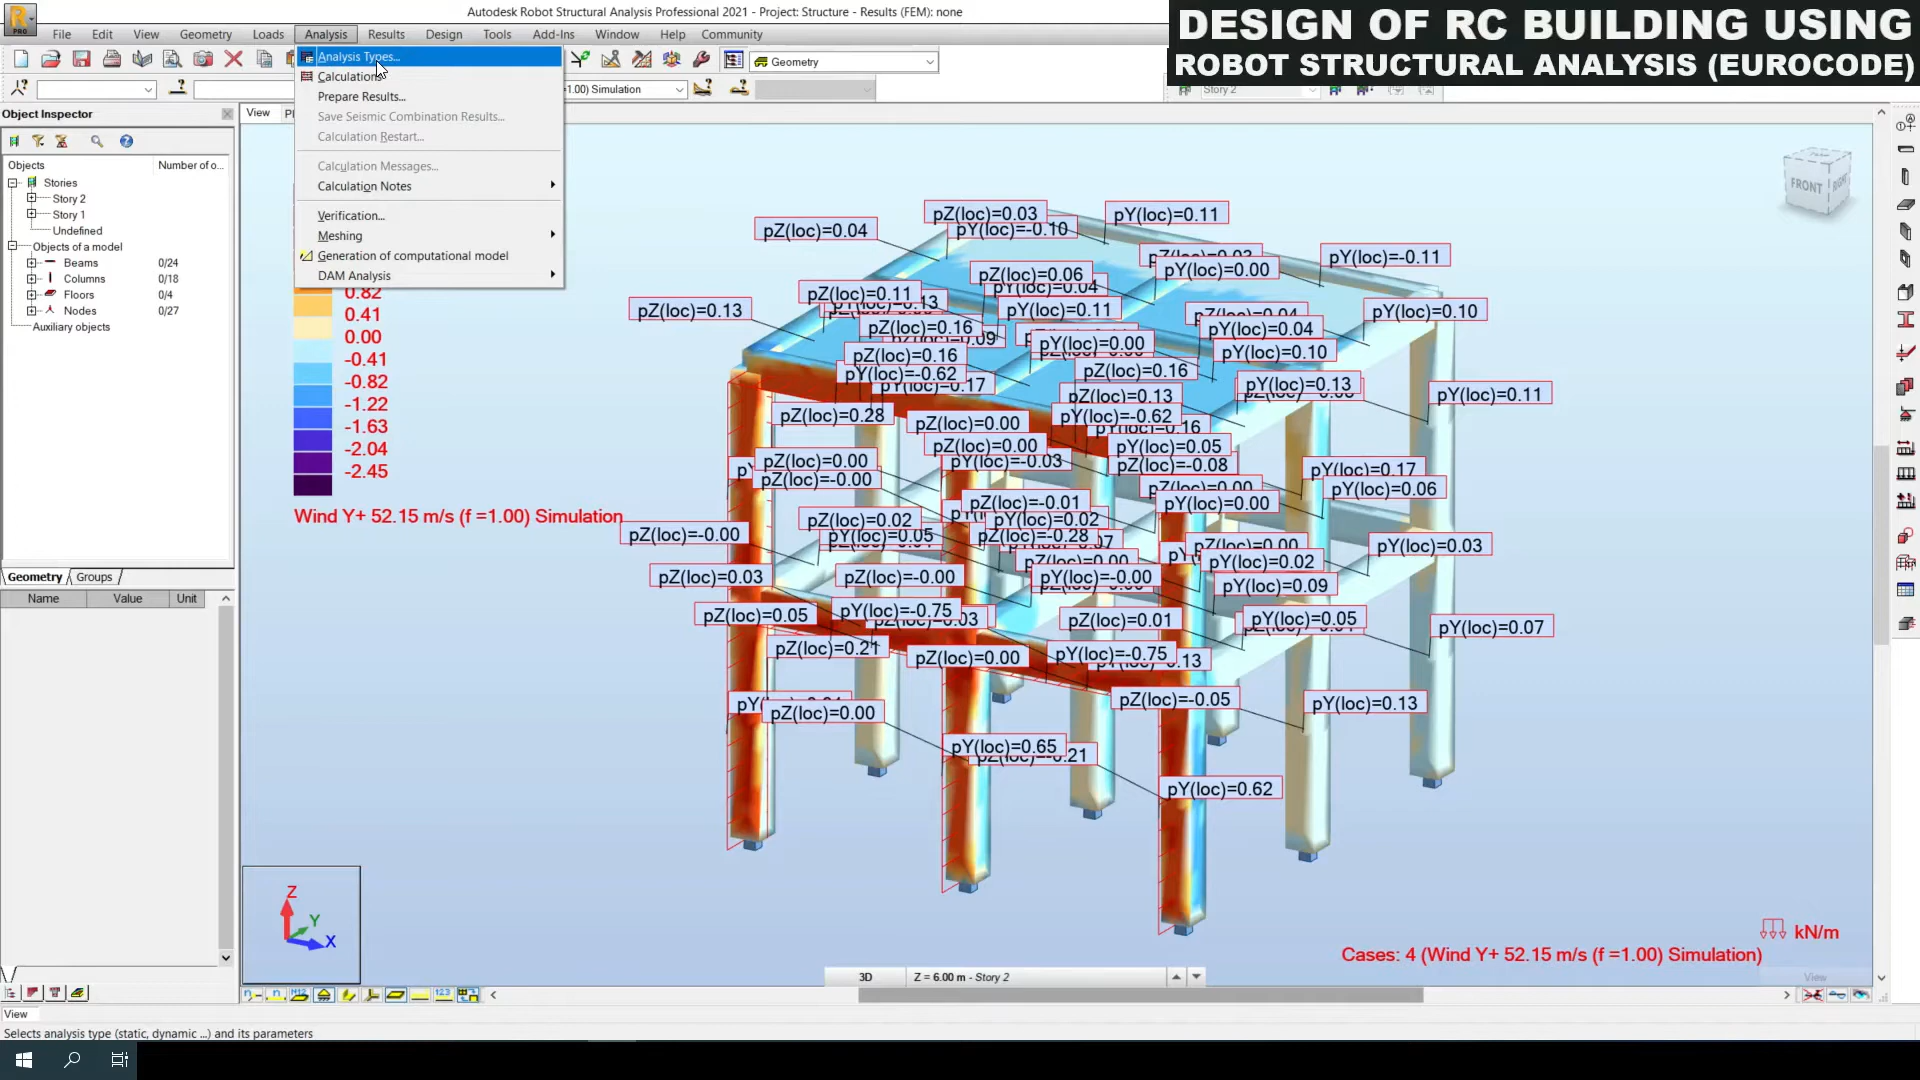 Autodesk Robot Structural Analysis Professional 2021 - Project: Structure - Results (FEM): none
DESIGN OF RC BUILDING USING
ROBOT STRUCTURAL ANALYSIS (EUROCODE)
PRO
File Edit View Geometry Loads Analysis Results Design Tools Add-Ins Window Help Community
Geometry
1.00) Simulation
Story 2
Analysis Types...
Calculations
Prepare Results...
Save Seismic Combination Results...
Calculation Restart...
Calculation Messages...
Calculation Notes
Verification...
Meshing
Generation of computational model
DAM Analysis
Object Inspector
View
Objects Number of o...
Stories
Story 2
Story 1
Undefined
Objects of a model
Beams 0/24
Columns 0/18
Floors 0/4
Nodes 0/27
Auxiliary objects
Geometry Groups
Name Value Unit
0.82
0.41
0.00
-0.41
-0.82
-1.22
-1.63
-2.04
-2.45
Wind Y+ 52.15 m/s (f =1.00) Simulation
FRONT RIGHT
pZ(loc)=0.03
pY(loc)=0.11
pZ(loc)=0.04
pY(loc)=-0.10
pY(loc)=-0.11
pY(loc)=0.00
pZ(loc)=0.06
pZ(loc)=0.11
pZ(loc)=0.13
pY(loc)=0.11
pY(loc)=0.10
pZ(loc)=0.16
pY(loc)=0.04
pY(loc)=0.00
pY(loc)=0.10
pZ(loc)=0.16
pY(loc)=-0.62
pZ(loc)=0.16
pY(loc)=0.13
pY(loc)=0.11
pZ(loc)=0.13
pZ(loc)=0.28
pY(loc)=-0.62
pZ(loc)=0.00
pZ(loc)=0.00
pY(loc)=0.05
pZ(loc)=0.00
pY(loc)=-0.03
pZ(loc)=-0.08
pY(loc)=0.17
pZ(loc)=-0.00
pY(loc)=0.06
pZ(loc)=-0.01
pY(loc)=0.00
pZ(loc)=0.02
pY(loc)=0.02
pZ(loc)=-0.00
pY(loc)=0.05
pZ(loc)=-0.28
pZ(loc)=0.00
pY(loc)=0.03
pY(loc)=0.02
pZ(loc)=0.03
pZ(loc)=-0.00
pY(loc)=-0.00
pY(loc)=0.09
pZ(loc)=0.05
pY(loc)=-0.75
pZ(loc)=0.01
pY(loc)=0.05
pY(loc)=0.07
pZ(loc)=0.21
pZ(loc)=0.00
pY(loc)=-0.75
pZ(loc)=-0.05
pY(loc)=0.13
pZ(loc)=0.00
pY(loc)=0.65
pY(loc)=0.62
Z
Y
X
kN/m
Cases: 4 (Wind Y+ 52.15 m/s (f =1.00) Simulation)
3D Z = 6.00 m - Story 2
View
View
Selects analysis type (static, dynamic ...) and its parameters